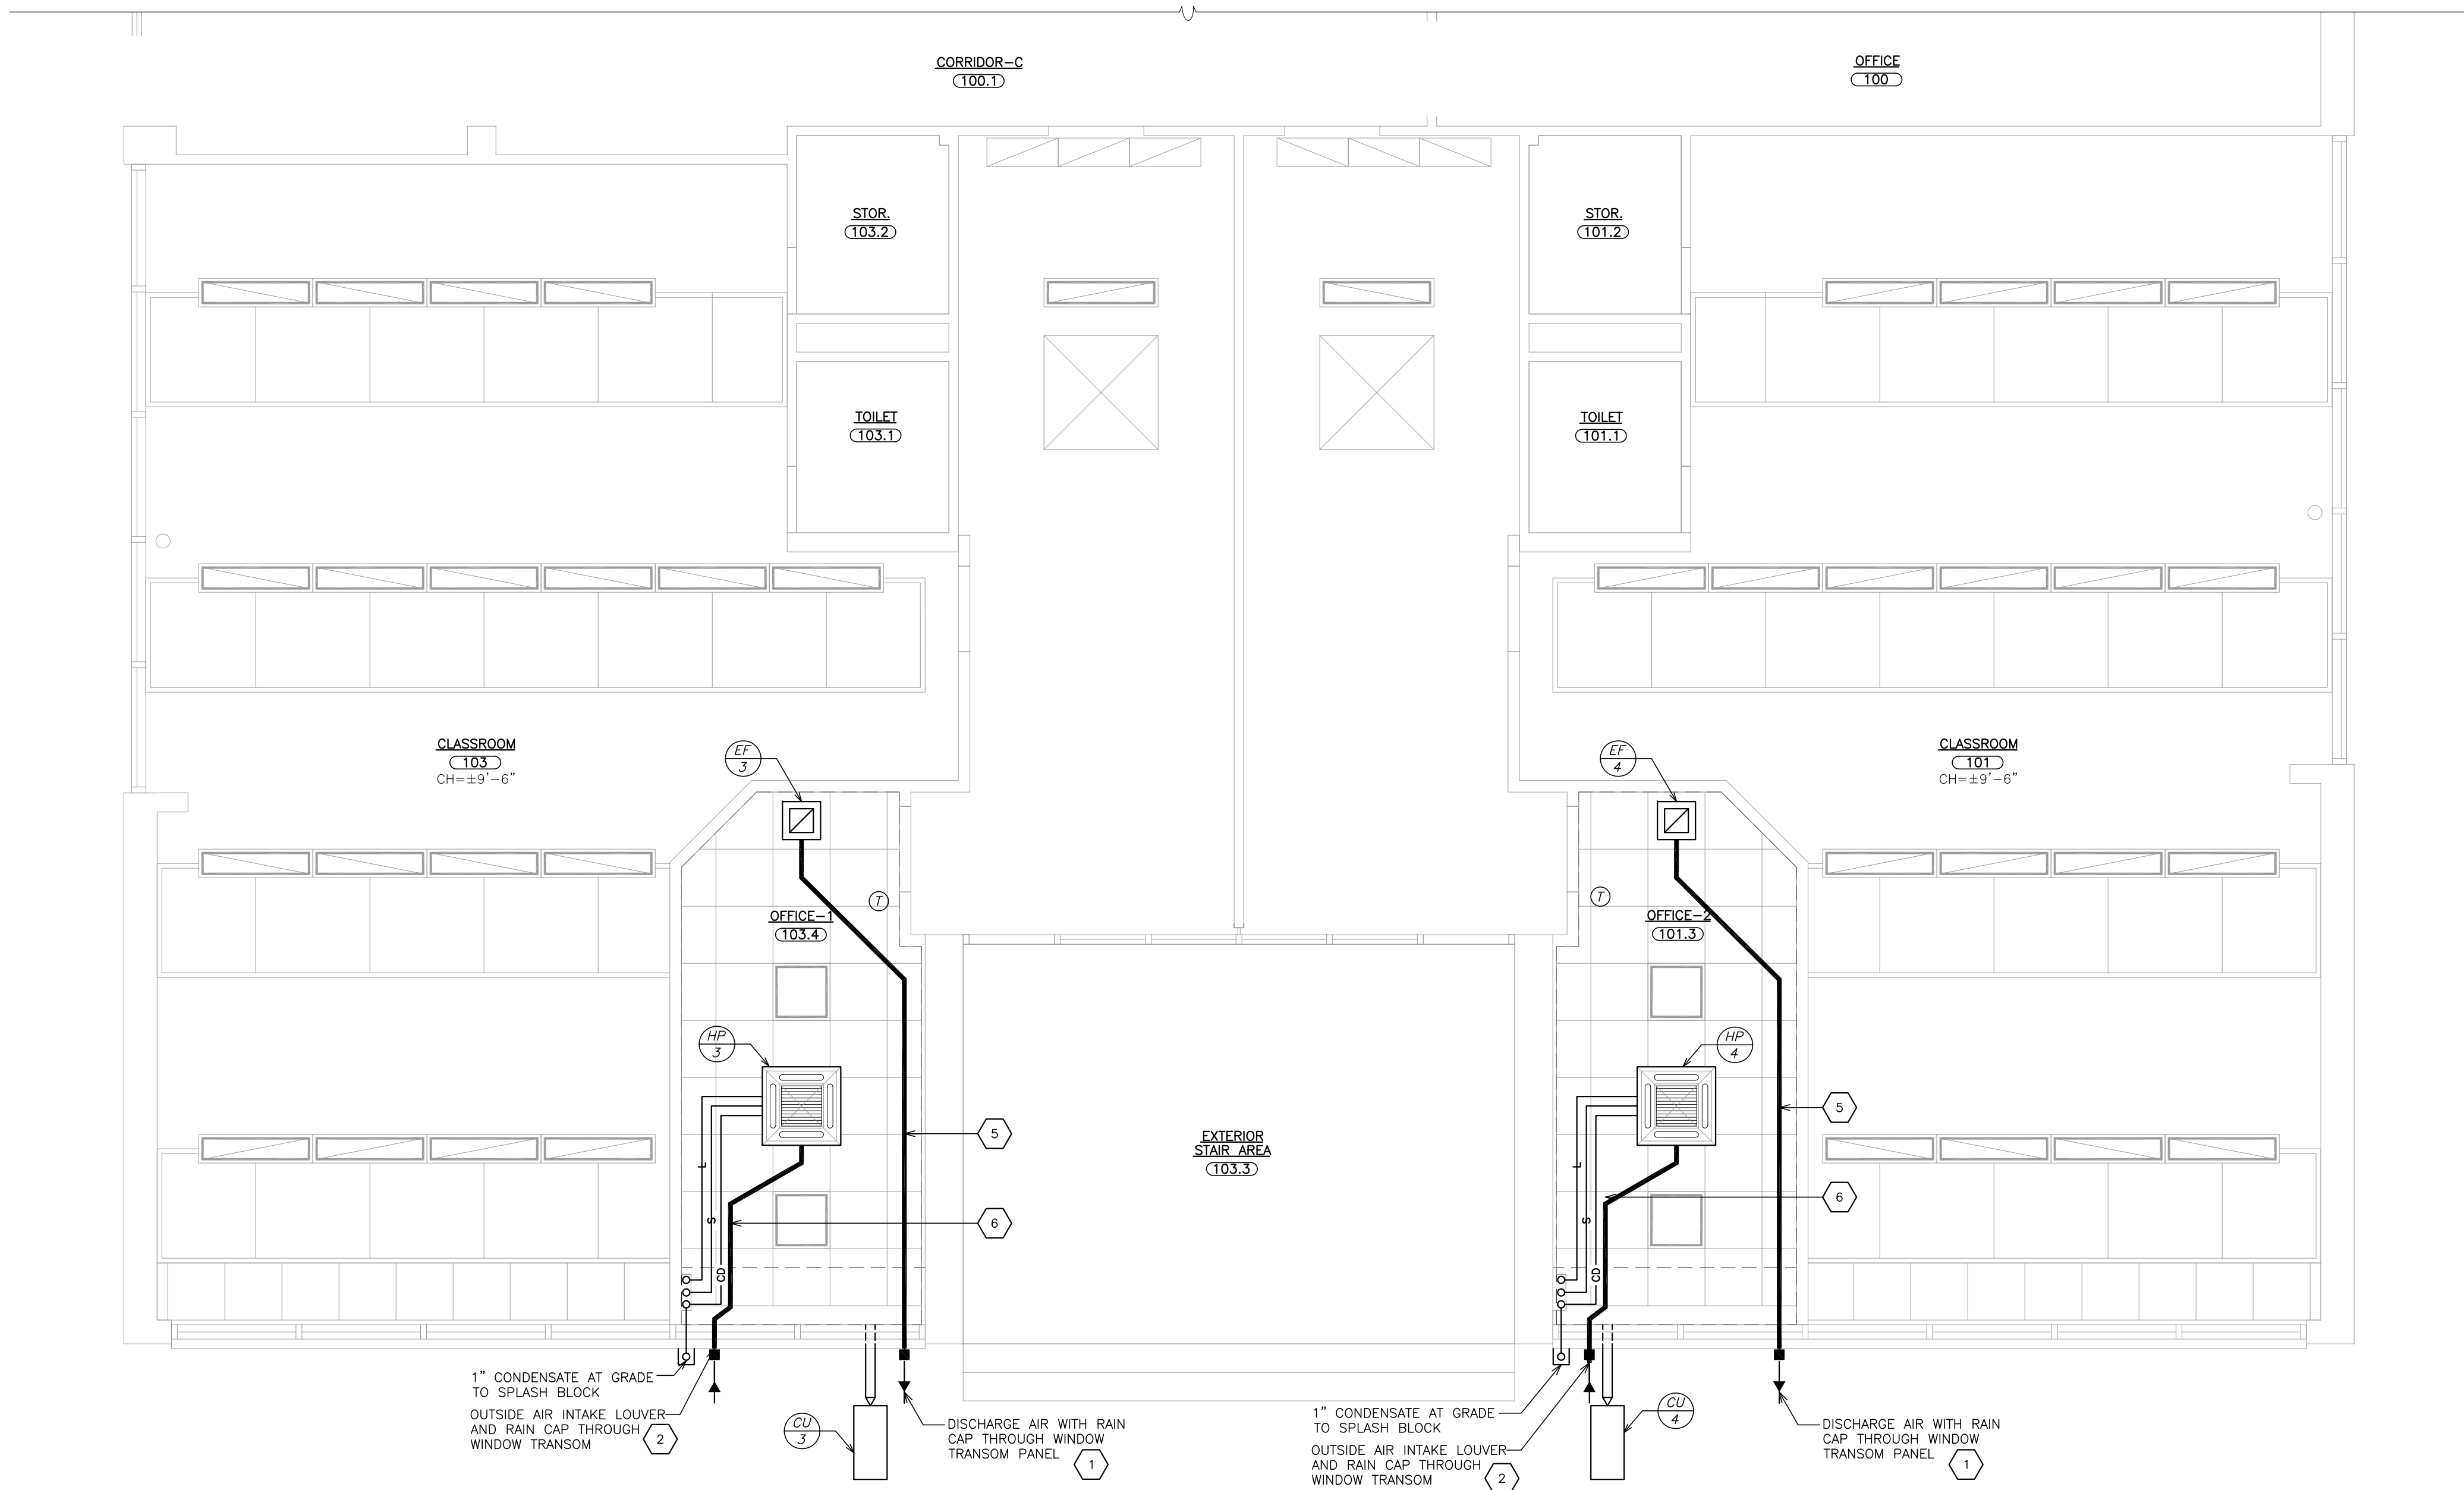 CORRIDOR-C
100.1
OFFICE
100
STOR.
103.2
STOR.
101.2
TOILET
103.1
TOILET
101.1
CLASSROOM
103
CH=±9'-6"
EF
3
EF
4
CLASSROOM
101
CH=±9'-6"
T
T
OFFICE-1
103.4
OFFICE-2
101.3
HP
3
HP
4
5
5
L
L
EXTERIOR
STAIR AREA
103.3
6
6
S
S
CD
CD
1" CONDENSATE AT GRADE
TO SPLASH BLOCK
OUTSIDE AIR INTAKE LOUVER
AND RAIN CAP THROUGH
WINDOW TRANSOM
2
CU
3
DISCHARGE AIR WITH RAIN
CAP THROUGH WINDOW
TRANSOM PANEL
1
1" CONDENSATE AT GRADE
TO SPLASH BLOCK
OUTSIDE AIR INTAKE LOUVER
AND RAIN CAP THROUGH
WINDOW TRANSOM
2
CU
4
DISCHARGE AIR WITH RAIN
CAP THROUGH WINDOW
TRANSOM PANEL
1